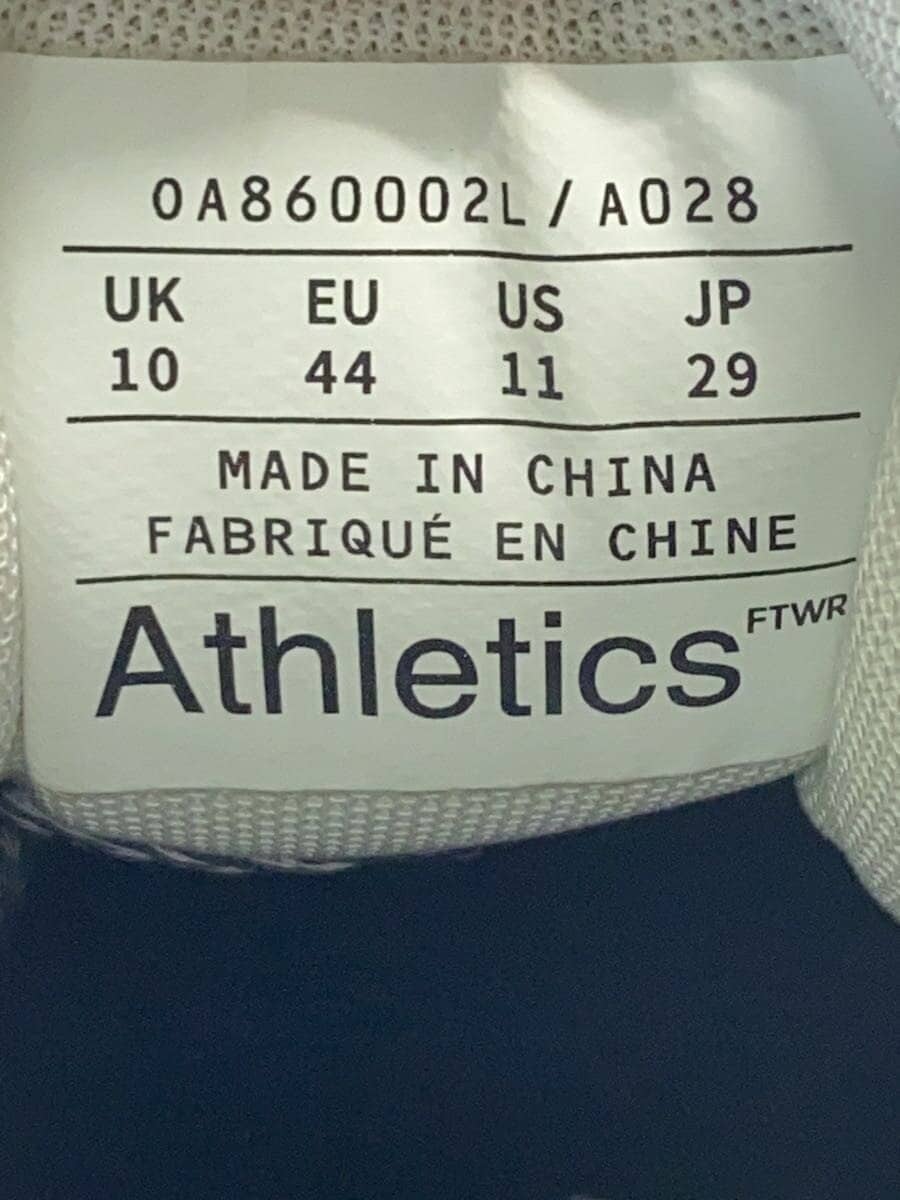 0A860002L/A028
UK EU US JP
10 44 11 29
MADE IN CHINA
FABRIQUÉ EN CHINE
Athletics FTWR